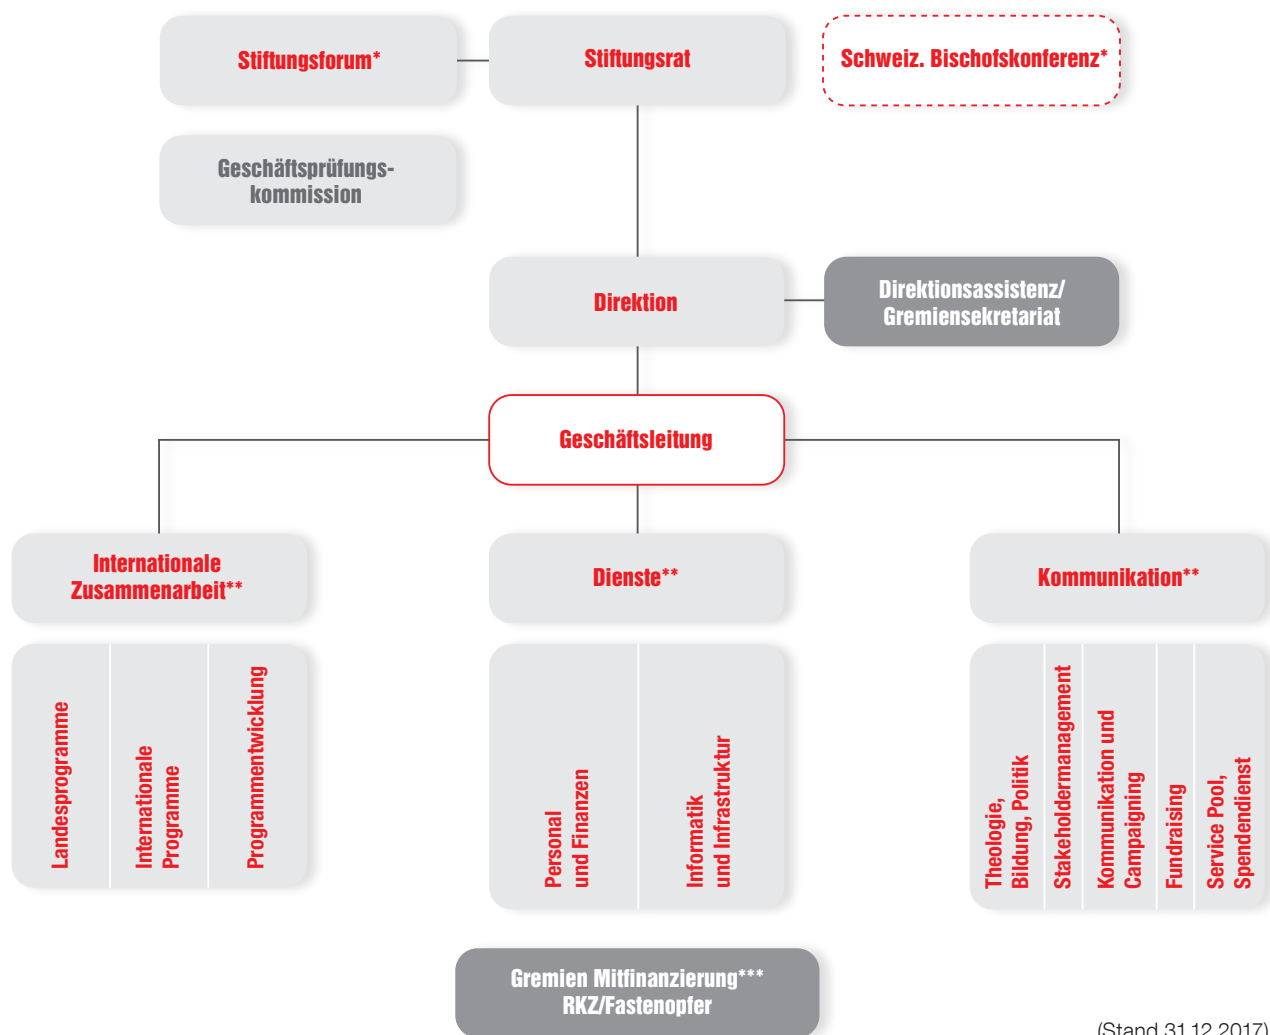 Stiftungsforum*
Stiftungsrat
Schweiz. Bischofskonferenz*
Geschäftsprüfungs-
kommission
Direktion
Direktionsassistenz/
Gremiensekretariat
Geschäftsleitung
Internationale
Zusammenarbeit**
Dienste**
Kommunikation**
Landesprogramme
Internationale
Programme
Programmentwicklung
Personal
und Finanzen
Informatik
und Infrastruktur
Theologie,
Bildung, Politik
Stakeholdermanagement
Kommunikation und
Campaigning
Fundraising
Service Pool,
Spendendienst
Gremien Mitfinanzierung***
RKZ/Fastenopfer
(Stand 31.12.2017)